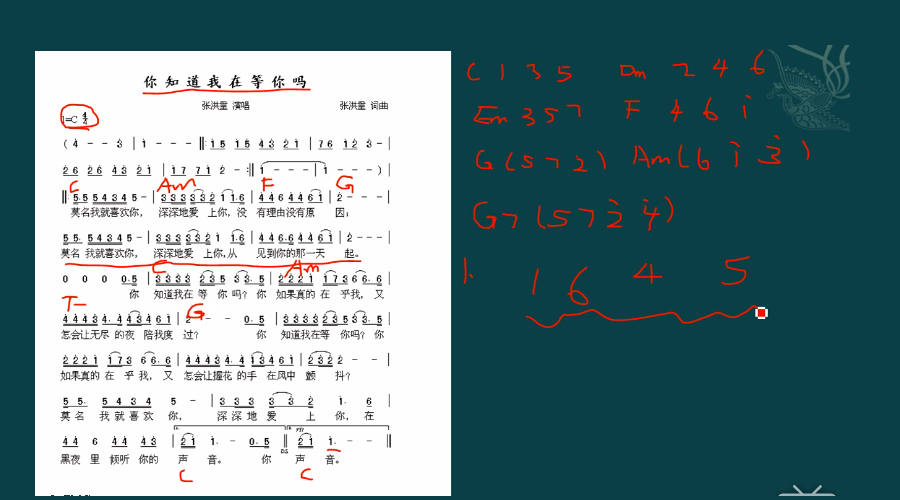 你知道我在等你吗
张洪量 演唱 张洪量 词曲
1=C 4/4
( 4 - - 3 | 1 - - - ‖: 1 5 1 5 4 3 2 1 | 7 6 1 2 3 - |
2 6 2 6 4 3 2 1 | 1 7 7 1 2 - :‖ 1 - - - | 1 - - - )
C Am F G
‖: 5 5 5 4 3 4 5 - | 3 3 3 3 3 2 1 1 6 | 4 4 6 4 4 6 1 | 2 - - - |
莫名我就喜欢你, 深深地爱 上你,没 有理由没有原 因;
5 5 5 4 3 4 5 - | 3 3 3 3 2 1 1 6 | 4 4 6 6 4 4 6 1 | 2 - - - |
莫名 我就喜欢你, 深深地爱 上你,从 见到你的那一天 起。
C Am
0 0 0 0 5 | 3 3 3 3 2 3 5 3 3 5 | 2 2 2 1 1 7 3 6 6 6 |
你 知道我在 等 你吗? 你 如果真的 在 乎我, 又
G
4 4 4 3 4 4 4 3 4 6 1 | 2 - - 0 5 | 3 3 3 3 2 3 5 3 3 5 |
怎会让无尽 的夜 陪我度 过? 你 知道我在等 你吗? 你
2 2 2 1 1 7 3 6 6 6 | 4 4 4 3 4 4 1 3 4 6 1 | 2 3 2 2 - - |
如果真的 在 乎我, 又 怎会让握花 的手 在风中 颤 抖?
5 5 5 4 3 4 5 - | 3 3 3 3 3 2 1 6 |
莫名 我就喜欢 你, 深深地 爱 上 你, 在
4 4 6 4 4 4 3 | 2 1 1 - 0 5 :‖ 2 1 1 - - ‖
黑夜 里 倾听 你的 声 音。 你 声 音。
C C
C 1 3 5 Dm 2 4 6
Em 3 5 7 F 4 6 i
G (5 7 2) Am (6 i 3)
G7 (5 7 2 4)
1. 1 6 4 5